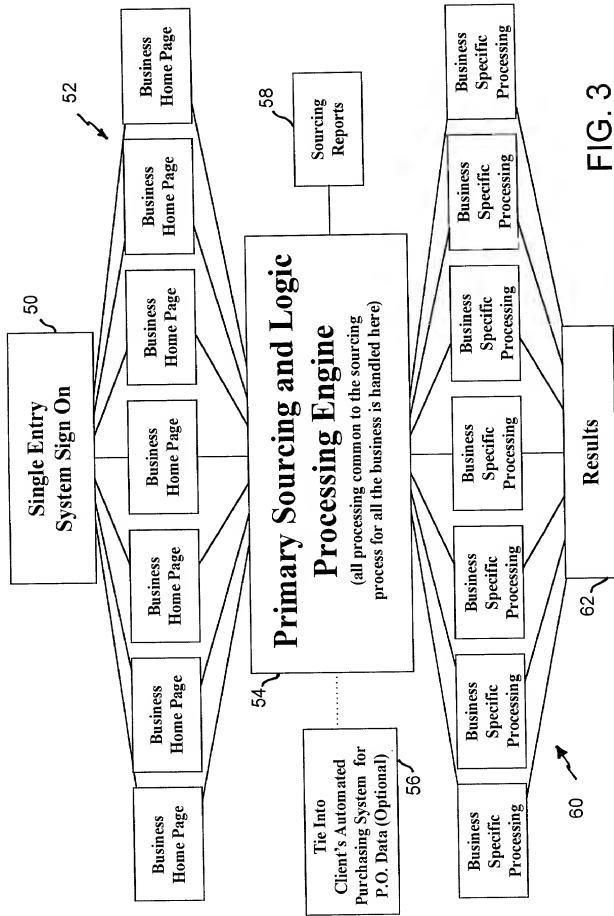 50
Single Entry
System Sign On
52
Business
Home Page
Business
Home Page
Business
Home Page
Business
Home Page
Business
Home Page
Business
Home Page
Business
Home Page
54
Primary Sourcing and Logic
Processing Engine
(all processing common to the sourcing
process for all the business is handled here)
58
Sourcing
Reports
Tie Into
Client's Automated
Purchasing System for
P.O. Data (Optional)
56
Business
Specific
Processing
Business
Specific
Processing
Business
Specific
Processing
Business
Specific
Processing
Business
Specific
Processing
Business
Specific
Processing
Business
Specific
Processing
60
62
Results
FIG. 3